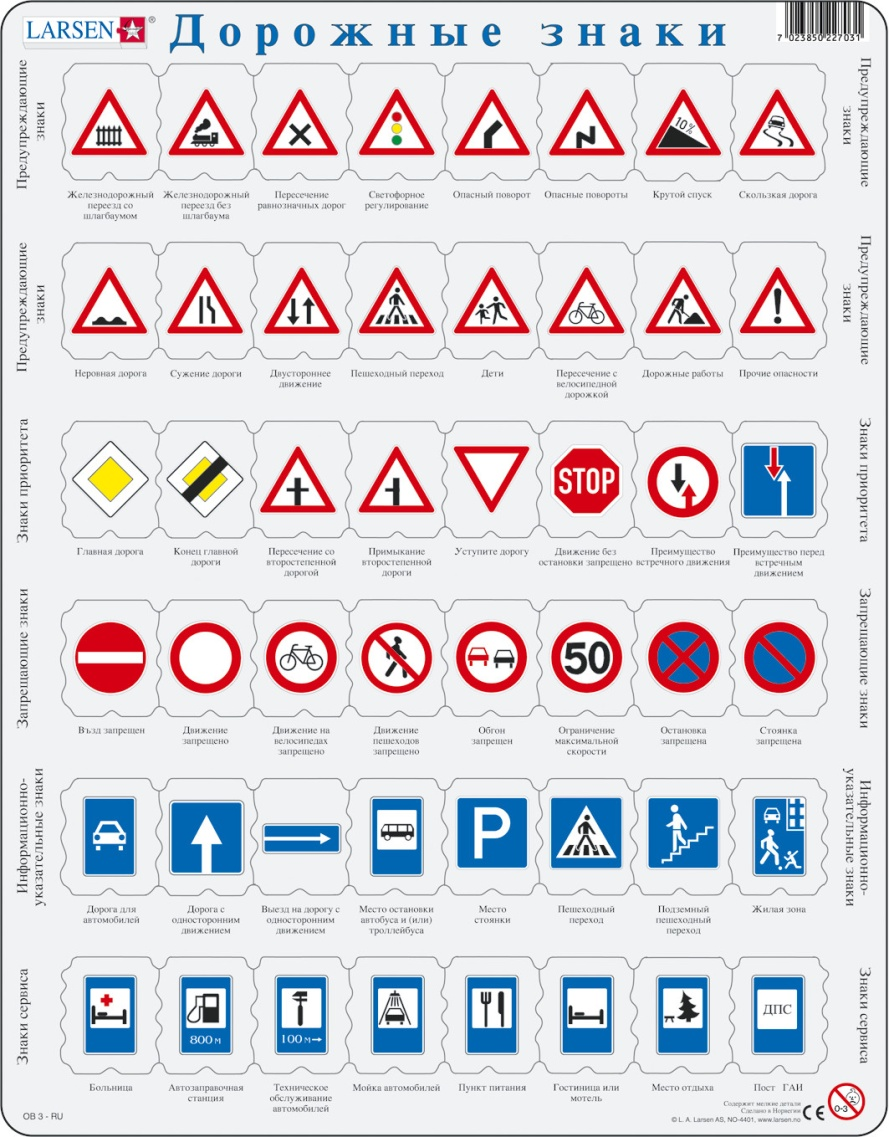 LARSEN
Дорожные знаки
7 023850 227031
Предупреждающие
знаки
Предупреждающие
знаки
10%
Железнодорожный
переезд со
шлагбаумом
Железнодорожный
переезд без
шлагбаума
Пересечение
равнозначных дорог
Светофорное
регулирование
Опасный поворот
Опасные повороты
Крутой спуск
Скользкая дорога
Предупреждающие
знаки
Предупреждающие
знаки
Неровная дорога
Сужение дороги
Двустороннее
движение
Пешеходный переход
Дети
Пересечение с
велосипедной
дорожкой
Дорожные работы
Прочие опасности
Знаки приоритета
Знаки приоритета
STOP
Главная дорога
Конец главной
дороги
Пересечение со
второстепенной
дорогой
Примыкание
второстепенной
дороги
Уступите дорогу
Движение без
остановки запрещено
Преимущество
встречного движения
Преимущество перед
встречным
движением
Запрещающие знаки
Запрещающие знаки
50
Възд запрещен
Движение
запрещено
Движение на
велосипедах
запрещено
Движение
пешеходов
запрещено
Обгон
запрещен
Ограничение
максимальной
скорости
Остановка
запрещена
Стоянка
запрещена
Информационно-
указательные знаки
Информационно-
указательные знаки
P
Дорога для
автомобилей
Дорога с
односторонним
движением
Выезд на дорогу с
односторонним
движением
Место остановки
автобуса и (или)
троллейбуса
Место
стоянки
Пешеходный
переход
Подземный
пешеходный
переход
Жилая зона
Знаки сервиса
Знаки сервиса
800 м
100 м→
ДПС
Больница
Автозаправочная
станция
Техническое
обслуживание
автомобилей
Мойка автомобилей
Пункт питания
Гостиница или
мотель
Место отдыха
Пост ГАИ
OB 3 - RU
Содержит мелкие детали
Сделано в Норвегии
© L. A. Larsen AS, NO-4401, www.larsen.no
CE
0-3